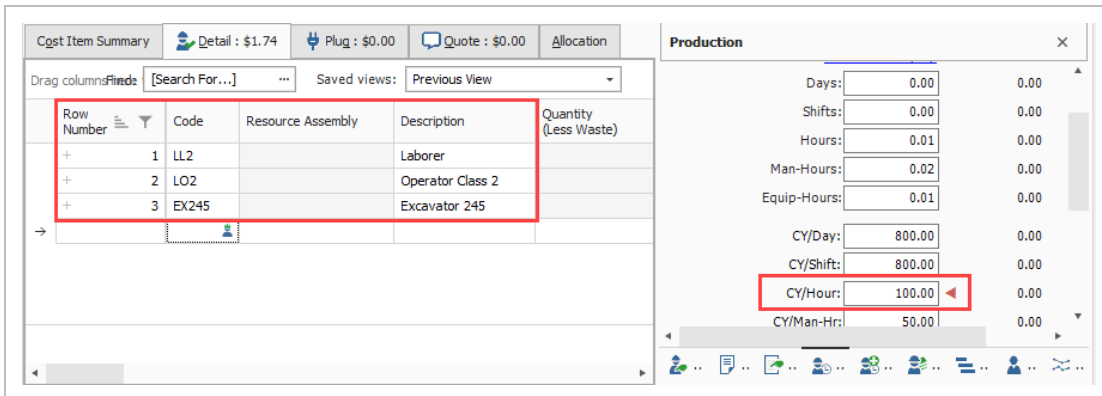 Cost Item Summary
Detail : $1.74
Plug : $0.00
Quote : $0.00
Allocation
Drag columns
Find:
[Search For...]
...
Saved views:
Previous View
Row
Number
Code
Resource Assembly
Description
Quantity
(Less Waste)
1 LL2 Laborer
2 LO2 Operator Class 2
3 EX245 Excavator 245
Production
Days: 0.00 0.00
Shifts: 0.00 0.00
Hours: 0.01 0.00
Man-Hours: 0.02 0.00
Equip-Hours: 0.01 0.00
CY/Day: 800.00 0.00
CY/Shift: 800.00 0.00
CY/Hour: 100.00 0.00
CY/Man-Hr: 50.00 0.00